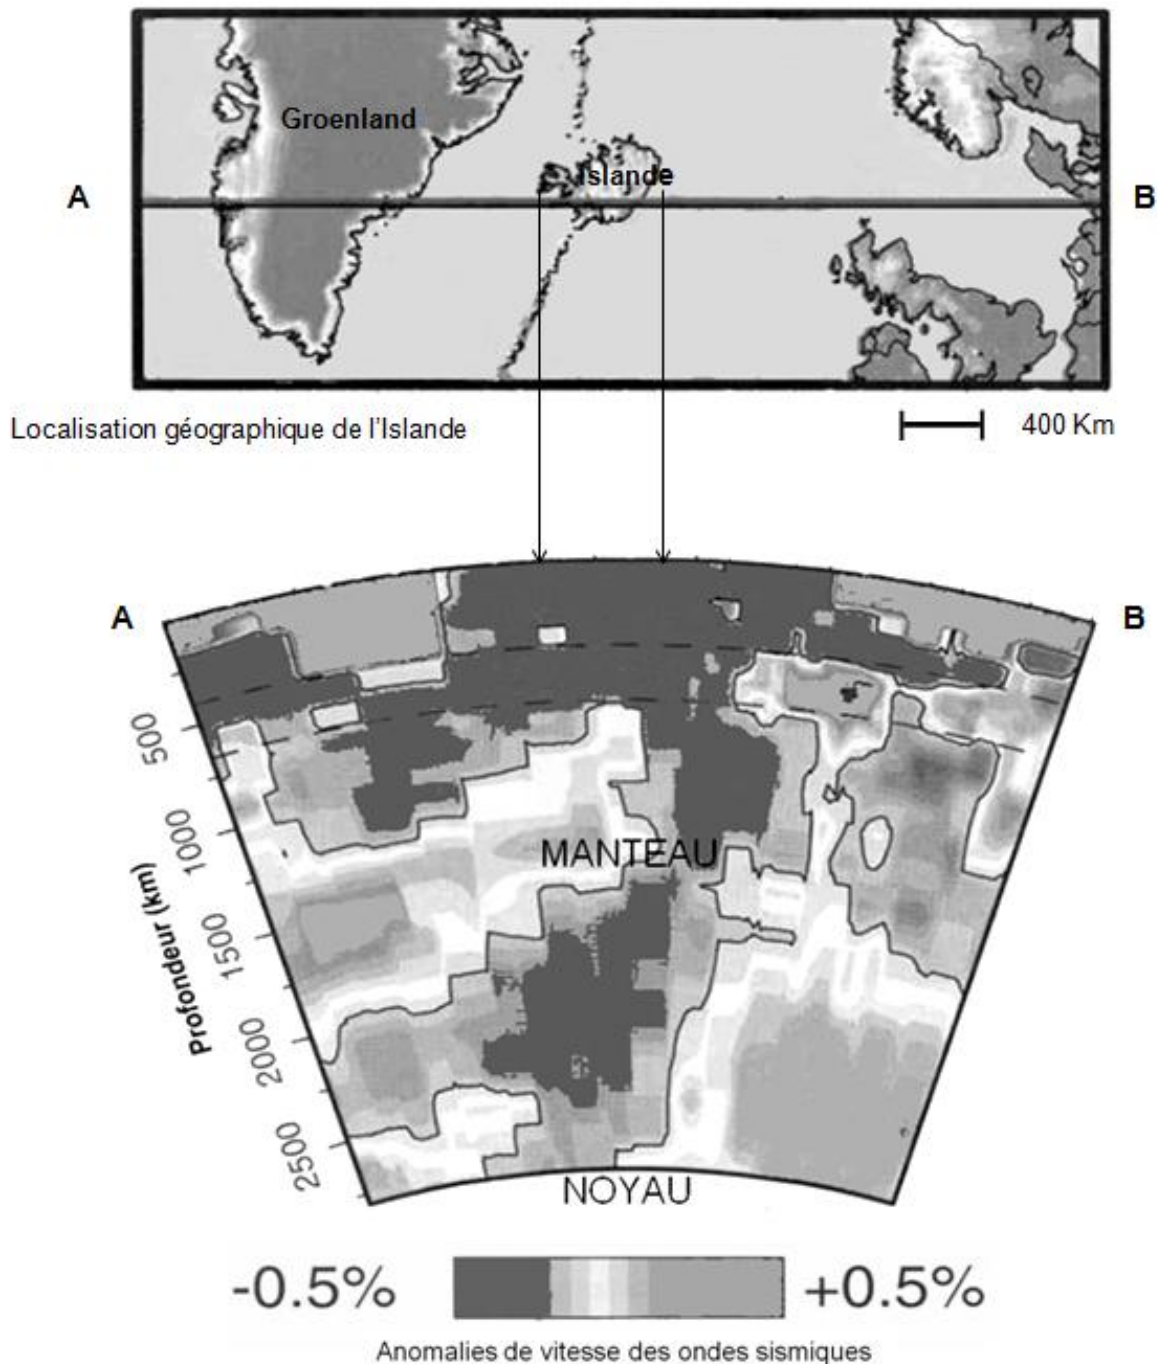 Groenland
Islande
A
B
Localisation géographique de l'Islande
400 Km
A
B
500
1000
1500
2000
2500
Profondeur (km)
MANTEAU
NOYAU
-0.5%
+0.5%
Anomalies de vitesse des ondes sismiques